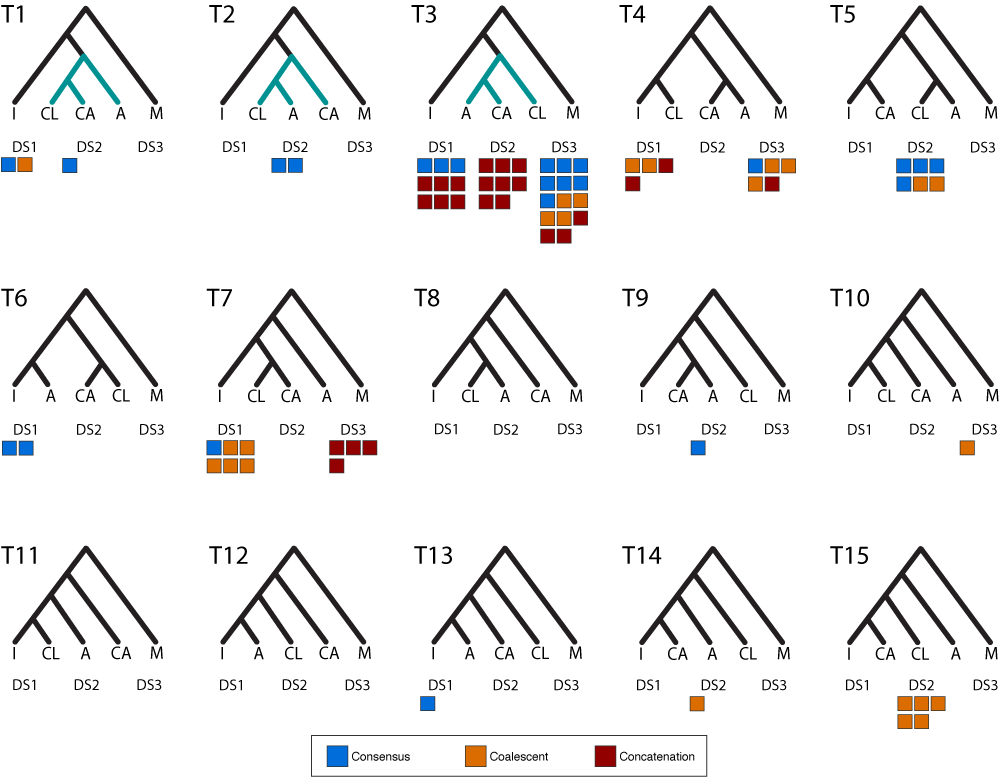 T1 T2 T3 T4 T5
I CL CA A M I CL A CA M I A CA CL M I CL CA A M I CA CL A M
DS1 DS2 DS3 DS1 DS2 DS3 DS1 DS2 DS3 DS1 DS2 DS3 DS1 DS2 DS3
T6 T7 T8 T9 T10
I A CA CL M I CL CA A M I CL A CA M I CA A CL M I CL CA A M
DS1 DS2 DS3 DS1 DS2 DS3 DS1 DS2 DS3 DS1 DS2 DS3 DS1 DS2 DS3
T11 T12 T13 T14 T15
I CL A CA M I A CL CA M I A CA CL M I CA A CL M I CA CL A M
DS1 DS2 DS3 DS1 DS2 DS3 DS1 DS2 DS3 DS1 DS2 DS3 DS1 DS2 DS3
Consensus Coalescent Concatenation